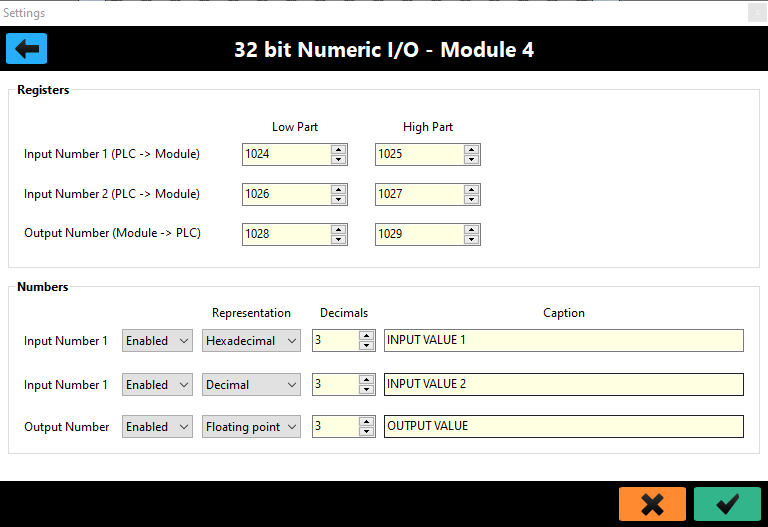 Settings
32 bit Numeric I/O - Module 4
Registers
Low Part High Part
Input Number 1 (PLC -> Module) 1024 1025
Input Number 2 (PLC -> Module) 1026 1027
Output Number (Module -> PLC) 1028 1029
Numbers
Representation Decimals Caption
Input Number 1 Enabled Hexadecimal 3 INPUT VALUE 1
Input Number 1 Enabled Decimal 3 INPUT VALUE 2
Output Number Enabled Floating point 3 OUTPUT VALUE